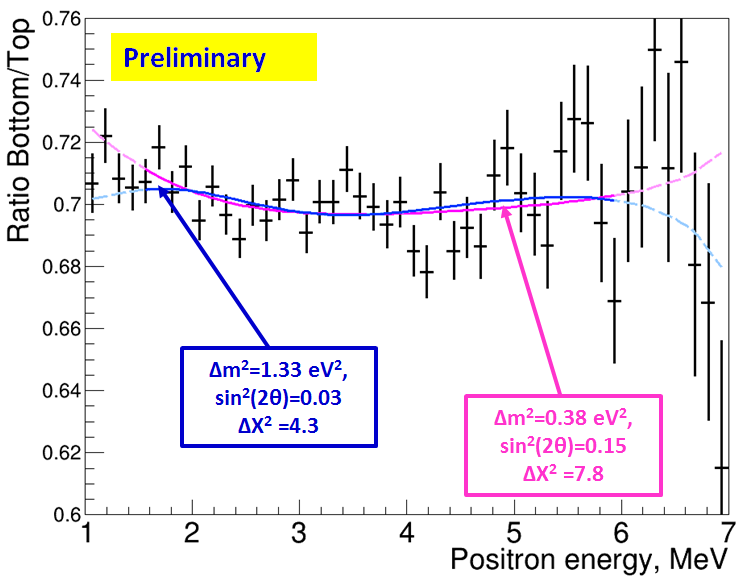 Preliminary
Ratio Bottom/Top
0.76
0.74
0.72
0.7
0.68
0.66
0.64
0.62
0.6
Δm²=1.33 eV²,
sin²(2θ)=0.03
ΔX² =4.3
Δm²=0.38 eV²,
sin²(2θ)=0.15
ΔX² =7.8
1 2 3 4 5 6 7
Positron energy, MeV